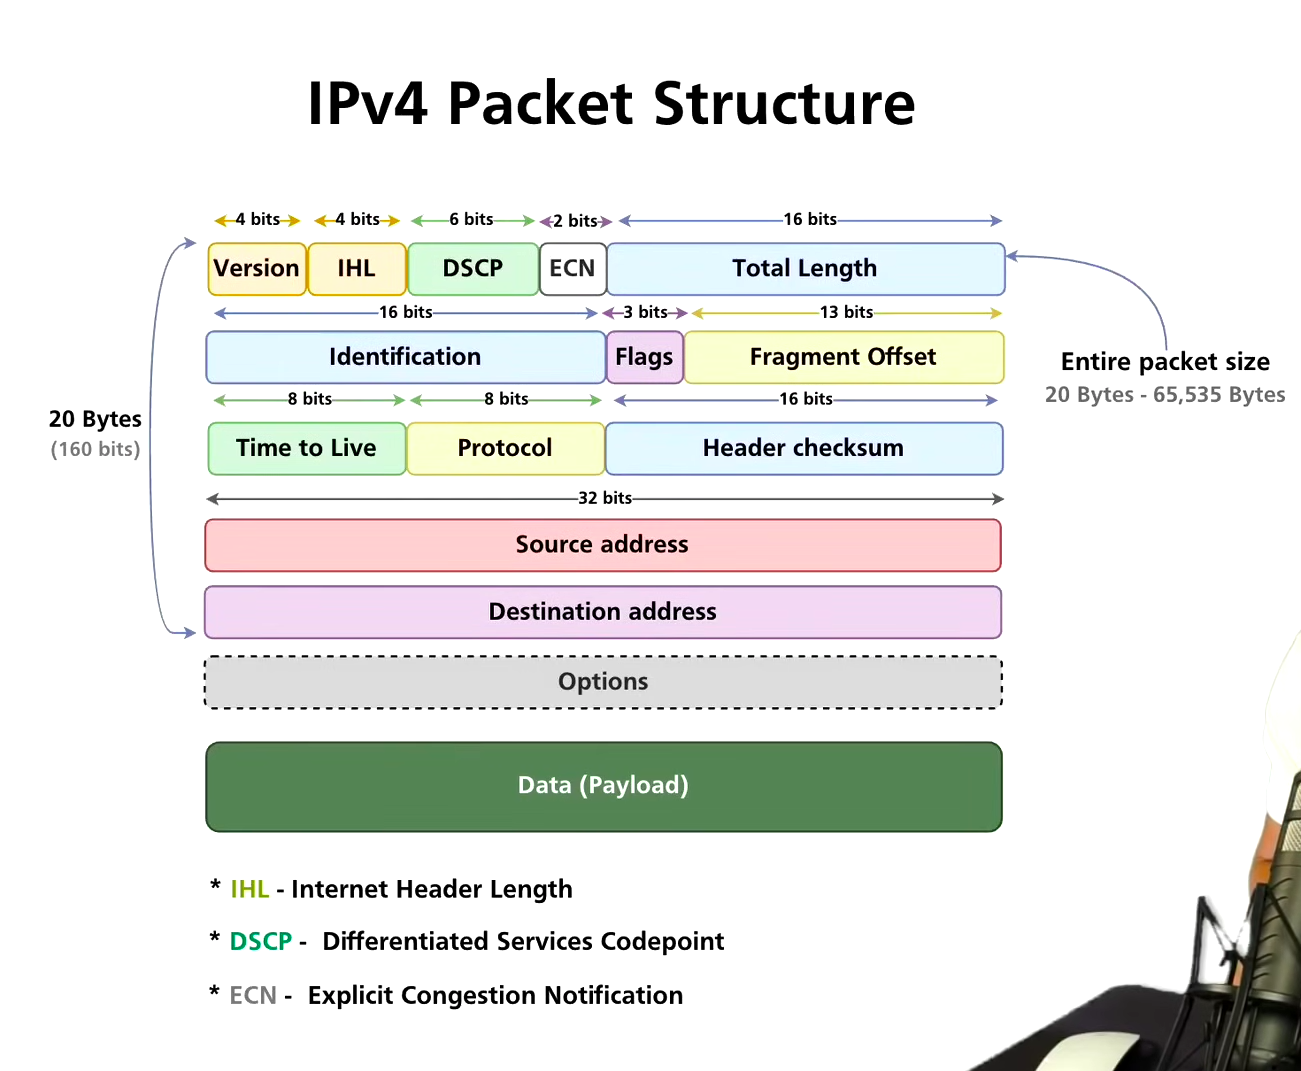 IPv4 Packet Structure
4 bits 4 bits 6 bits 2 bits 16 bits
Version IHL DSCP ECN Total Length
16 bits 3 bits 13 bits
Identification Flags Fragment Offset
Entire packet size
20 Bytes - 65,535 Bytes
8 bits 8 bits 16 bits
20 Bytes
(160 bits)
Time to Live Protocol Header checksum
32 bits
Source address
Destination address
Options
Data (Payload)
* IHL - Internet Header Length
* DSCP - Differentiated Services Codepoint
* ECN - Explicit Congestion Notification